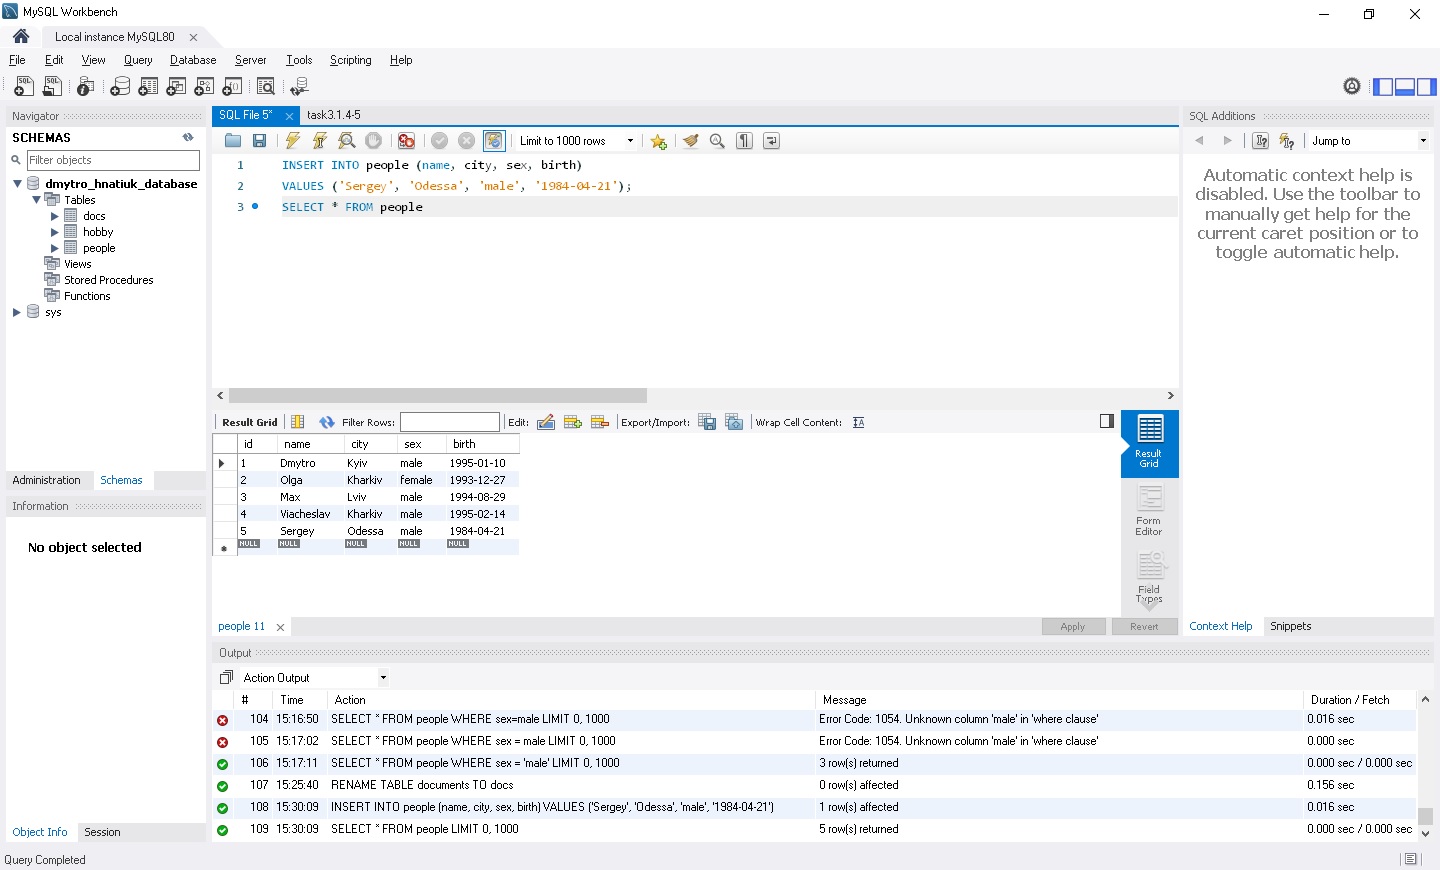 MySQL Workbench
Local instance MySQL80
File Edit View Query Database Server Tools Scripting Help
Navigator
SCHEMAS
Filter objects
dmytro_hnatiuk_database
Tables
docs
hobby
people
Views
Stored Procedures
Functions
sys
Administration Schemas
Information
No object selected
Object Info Session
SQL File 5* task3.1.4-5
Limit to 1000 rows
1 INSERT INTO people (name, city, sex, birth)
2 VALUES ('Sergey', 'Odessa', 'male', '1984-04-21');
3 SELECT * FROM people
Result Grid Filter Rows: Edit: Export/Import: Wrap Cell Content:
id name city sex birth
1 Dmytro Kyiv male 1995-01-10
2 Olga Kharkiv female 1993-12-27
3 Max Lviv male 1994-08-29
4 Viacheslav Kharkiv male 1995-02-14
5 Sergey Odessa male 1984-04-21
NULL NULL NULL NULL NULL
Result Grid
Form Editor
Field Types
people 11
Apply Revert
SQL Additions
Jump to
Automatic context help is
disabled. Use the toolbar to
manually get help for the
current caret position or to
toggle automatic help.
Context Help Snippets
Output
Action Output
# Time Action Message Duration / Fetch
104 15:16:50 SELECT * FROM people WHERE sex=male LIMIT 0, 1000 Error Code: 1054. Unknown column 'male' in 'where clause' 0.016 sec
105 15:17:02 SELECT * FROM people WHERE sex = male LIMIT 0, 1000 Error Code: 1054. Unknown column 'male' in 'where clause' 0.000 sec
106 15:17:11 SELECT * FROM people WHERE sex = 'male' LIMIT 0, 1000 3 row(s) returned 0.000 sec / 0.000 sec
107 15:25:40 RENAME TABLE documents TO docs 0 row(s) affected 0.156 sec
108 15:30:09 INSERT INTO people (name, city, sex, birth) VALUES ('Sergey', 'Odessa', 'male', '1984-04-21') 1 row(s) affected 0.016 sec
109 15:30:09 SELECT * FROM people LIMIT 0, 1000 5 row(s) returned 0.000 sec / 0.000 sec
Query Completed